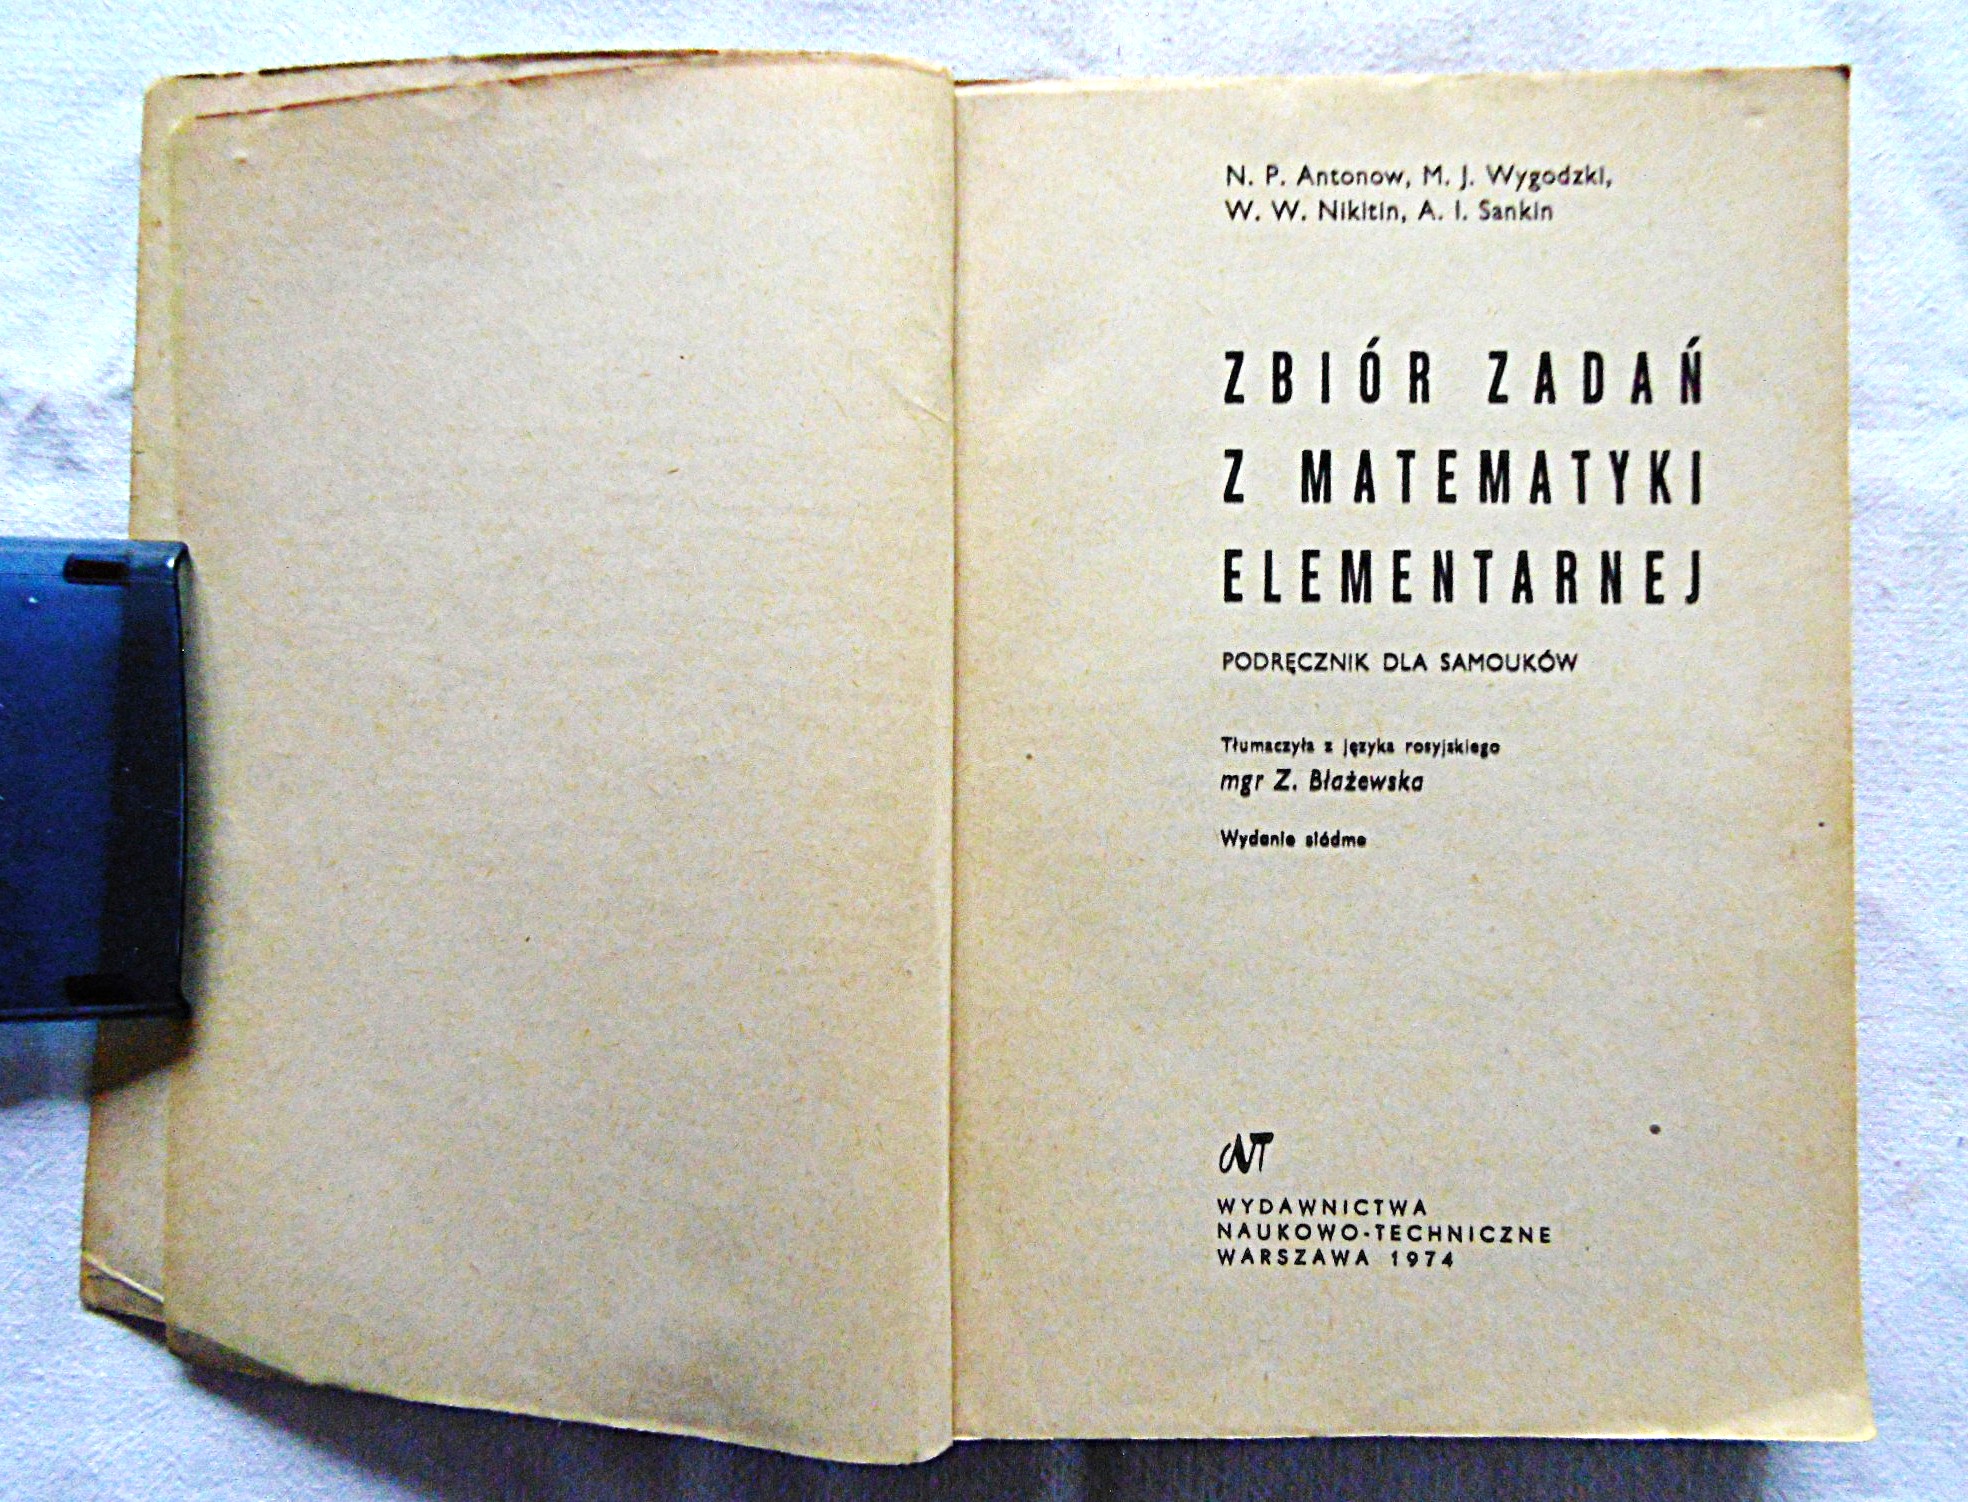 N. P. Antonow, M. J. Wygodzki,
W. W. Nikitin, A. I. Sankin
ZBIÓR ZADAŃ
Z MATEMATYKI
ELEMENTARNEJ
PODRĘCZNIK DLA SAMOUKÓW
Tłumaczyła z języka rosyjskiego
mgr Z. Błażewska
Wydanie siódme
WNT
WYDAWNICTWA
NAUKOWO-TECHNICZNE
WARSZAWA 1974